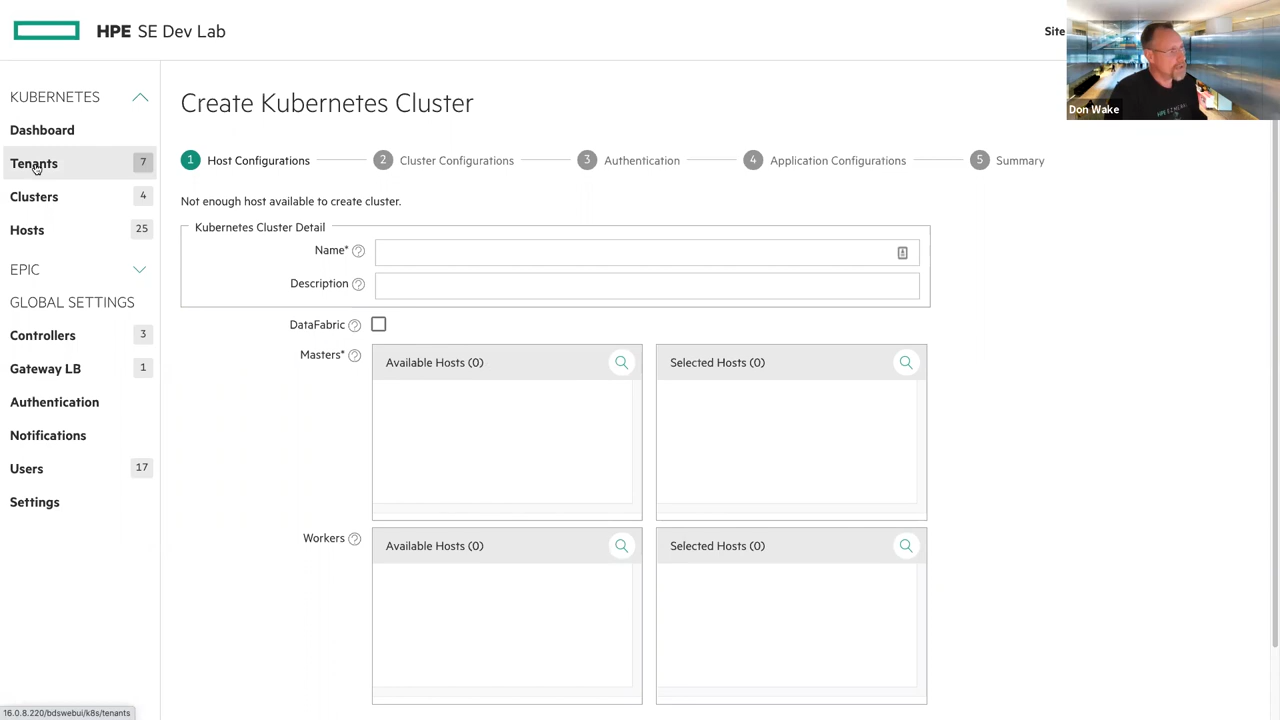 HPE SE Dev Lab
Site
Don Wake
KUBERNETES
Dashboard
Tenants 7
Clusters 4
Hosts 25
EPIC
GLOBAL SETTINGS
Controllers 3
Gateway LB 1
Authentication
Notifications
Users 17
Settings
Create Kubernetes Cluster
1 Host Configurations 2 Cluster Configurations 3 Authentication 4 Application Configurations 5 Summary
Not enough host available to create cluster.
Kubernetes Cluster Detail
Name* ?
Description ?
DataFabric ?
Masters* ?
Available Hosts (0) Selected Hosts (0)
Workers ?
Available Hosts (0) Selected Hosts (0)
16.0.8.220/bdswebui/k8s/tenants